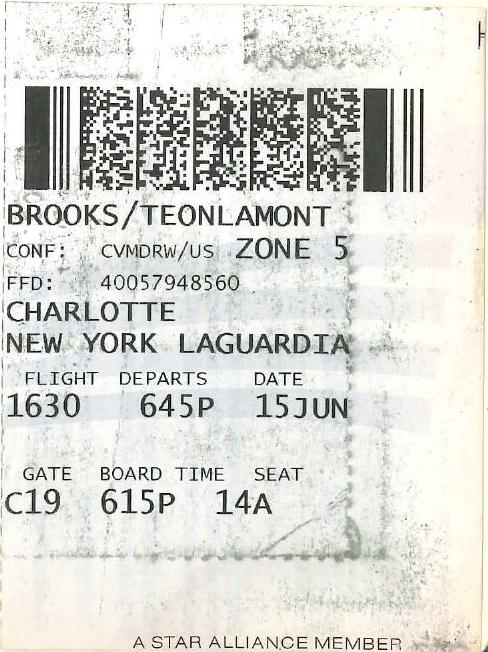 BROOKS/TEONLAMONT
CONF: CVMDRW/US ZONE 5
FFD: 40057948560
CHARLOTTE
NEW YORK LAGUARDIA
FLIGHT DEPARTS DATE
1630 645P 15JUN
GATE BOARD TIME SEAT
C19 615P 14A
A STAR ALLIANCE MEMBER